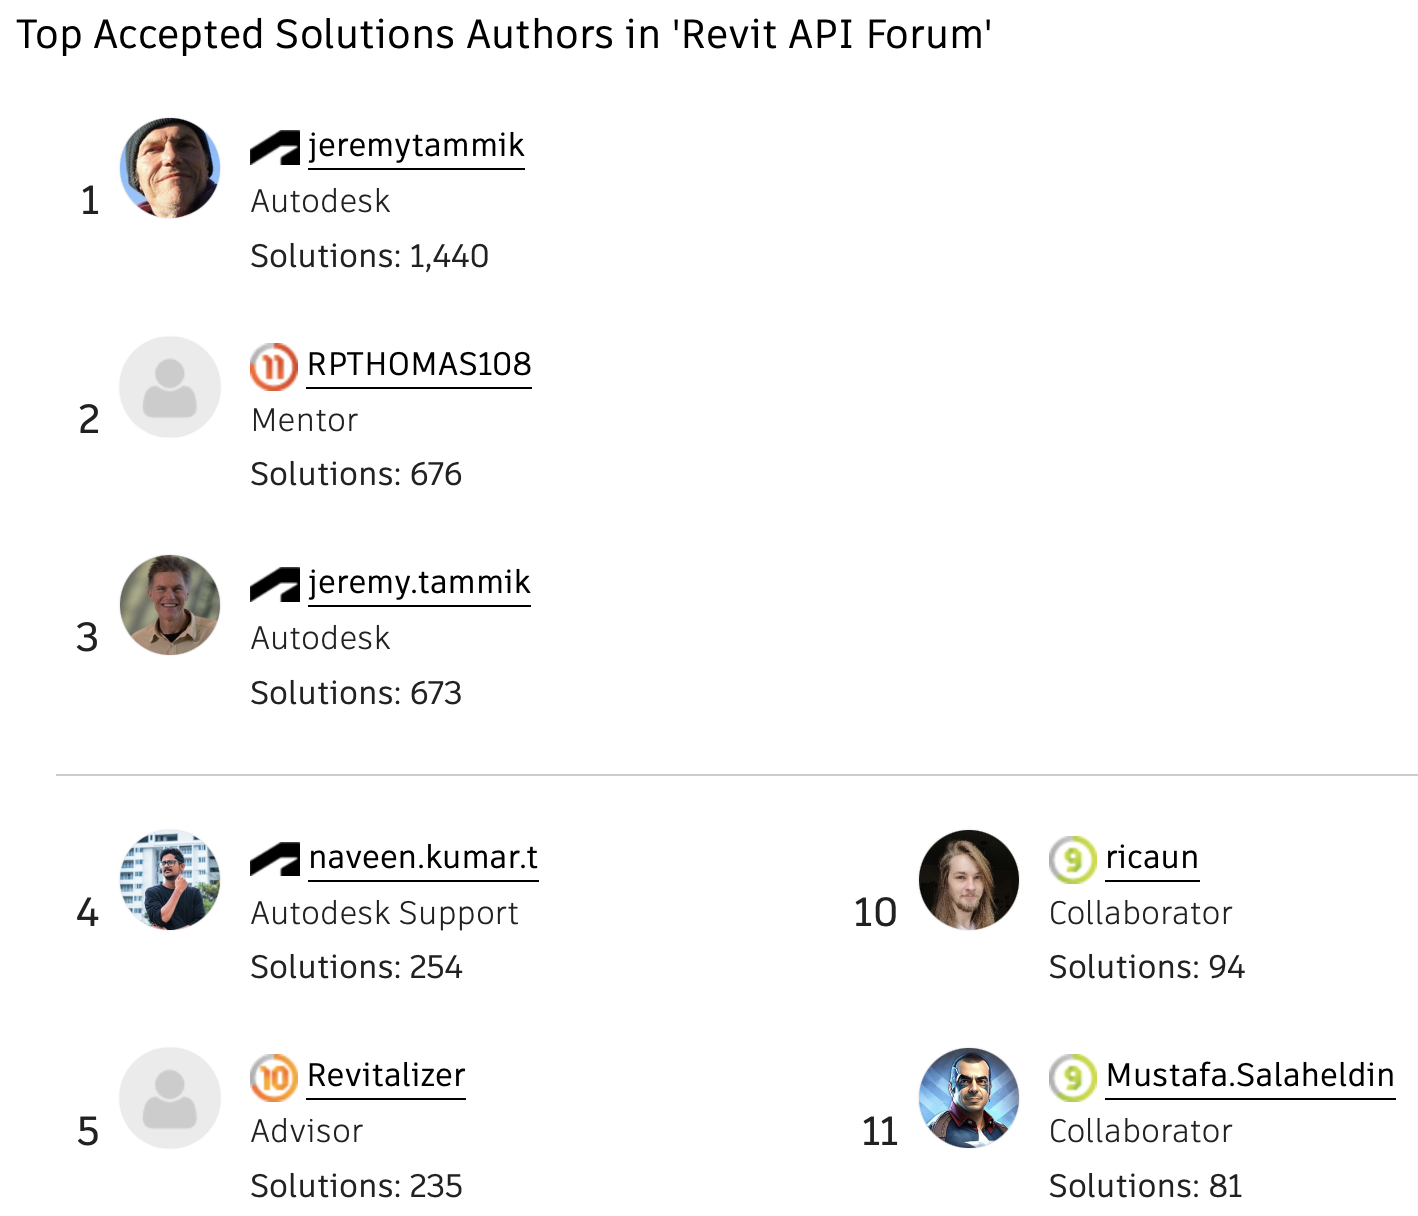 Top Accepted Solutions Authors in 'Revit API Forum'
1
jeremytammik
Autodesk
Solutions: 1,440
2
11 RPTHOMAS108
Mentor
Solutions: 676
3
jeremy.tammik
Autodesk
Solutions: 673
4
naveen.kumar.t
Autodesk Support
Solutions: 254
5
10 Revitalizer
Advisor
Solutions: 235
10
9 ricaun
Collaborator
Solutions: 94
11
9 Mustafa.Salaheldin
Collaborator
Solutions: 81